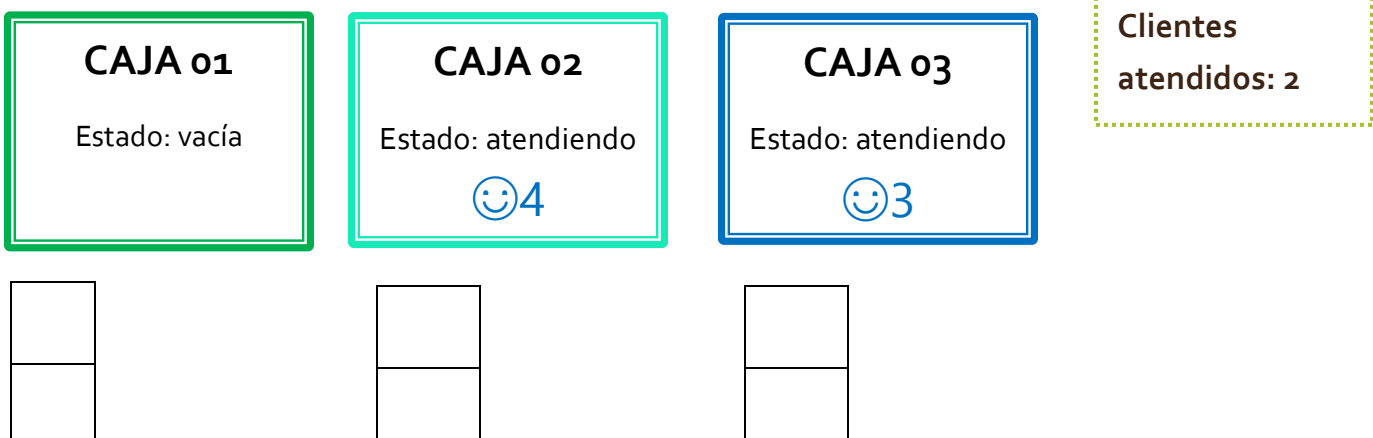 CAJA 01
Estado: vacía
CAJA 02
Estado: atendiendo
☺4
CAJA 03
Estado: atendiendo
☺3
Clientes
atendidos: 2